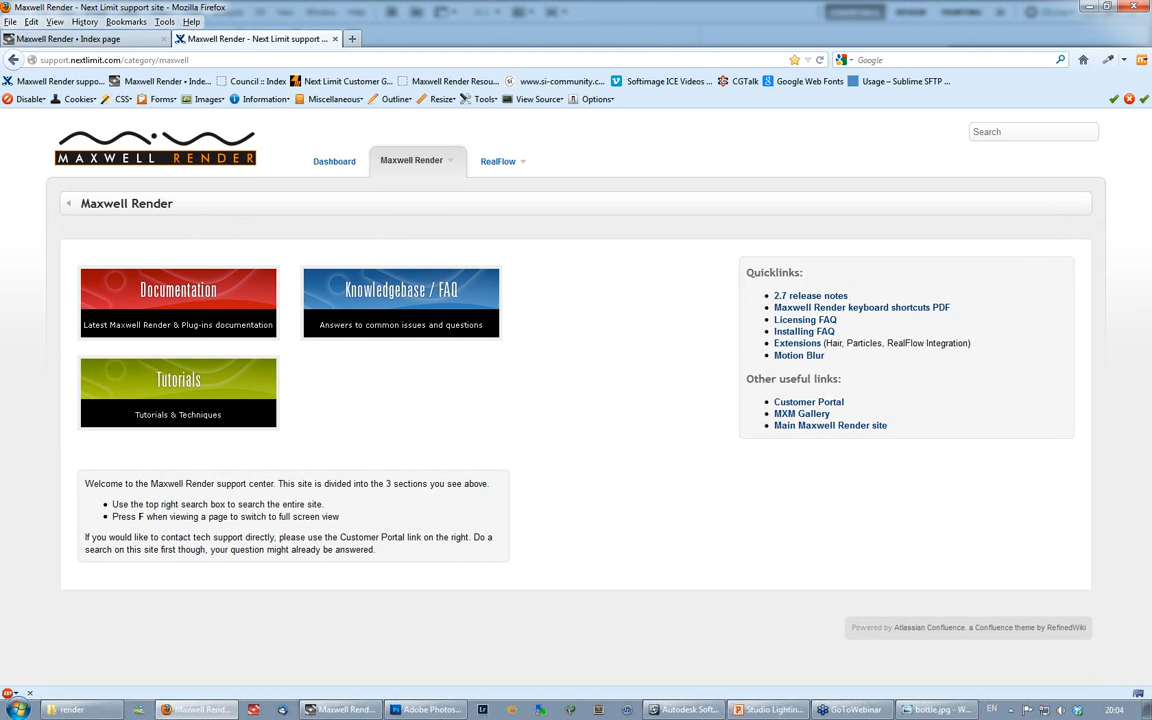 Maxwell Render - Next Limit support site - Mozilla Firefox
File Edit View History Bookmarks Tools Help
Maxwell Render • Index page
Maxwell Render - Next Limit support ...
support.nextlimit.com/category/maxwell
Google
Maxwell Render suppo...
Maxwell Render • Inde...
Council :: Index
Next Limit Customer G...
Maxwell Render Resou...
www.si-community.c...
Softimage ICE Videos ...
CGTalk
Google Web Fonts
Usage – Sublime SFTP ...
Disable
Cookies
CSS
Forms
Images
Information
Miscellaneous
Outline
Resize
Tools
View Source
Options
MAXWELL RENDER
Dashboard
Maxwell Render
RealFlow
Search
Maxwell Render
Documentation
Latest Maxwell Render & Plug-ins documentation
Knowledgebase / FAQ
Answers to common issues and questions
Tutorials
Tutorials & Techniques
Quicklinks:
2.7 release notes
Maxwell Render keyboard shortcuts PDF
Licensing FAQ
Installing FAQ
Extensions (Hair, Particles, RealFlow Integration)
Motion Blur
Other useful links:
Customer Portal
MXM Gallery
Main Maxwell Render site
Welcome to the Maxwell Render support center. This site is divided into the 3 sections you see above.
Use the top right search box to search the entire site.
Press F when viewing a page to switch to full screen view
If you would like to contact tech support directly, please use the Customer Portal link on the right. Do a
search on this site first though, your question might already be answered.
Powered by Atlassian Confluence, a Confluence theme by RefinedWiki
ABP
render
Maxwell Rend...
Maxwell Rend...
Adobe Photos...
Autodesk Soft...
Studio Lightin...
GoToWebinar
bottle.jpg - W...
EN
20:04